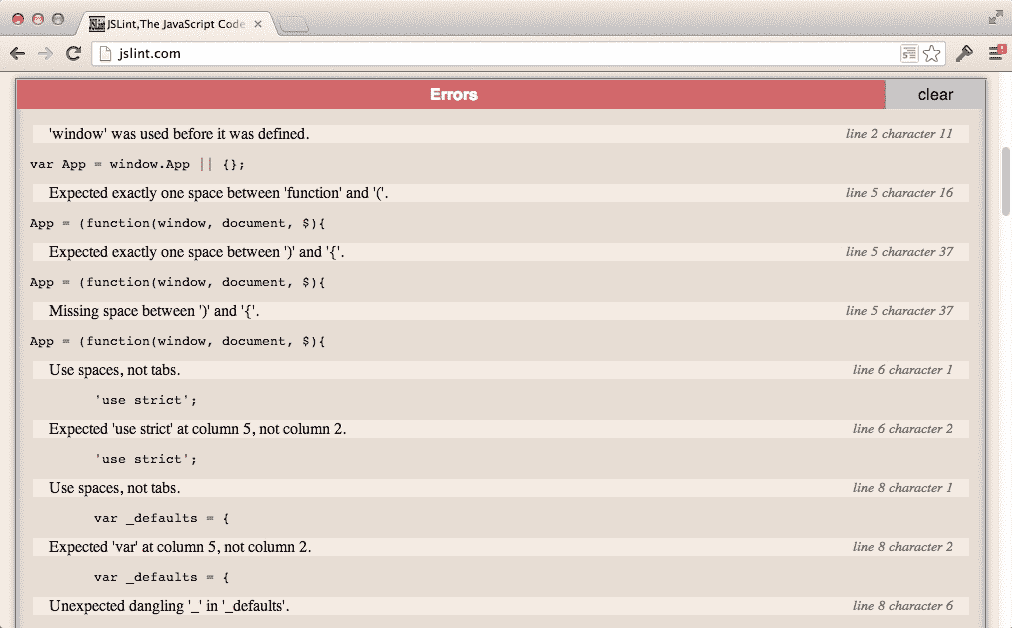 JSLint,The JavaScript Code
jslint.com
Errors clear
'window' was used before it was defined. line 2 character 11
var App = window.App || {};
Expected exactly one space between 'function' and '('. line 5 character 16
App = (function(window, document, $){
Expected exactly one space between ')' and '{'. line 5 character 37
App = (function(window, document, $){
Missing space between ')' and '{'. line 5 character 37
App = (function(window, document, $){
Use spaces, not tabs. line 6 character 1
'use strict';
Expected 'use strict' at column 5, not column 2. line 6 character 2
'use strict';
Use spaces, not tabs. line 8 character 1
var _defaults = {
Expected 'var' at column 5, not column 2. line 8 character 2
var _defaults = {
Unexpected dangling '_' in '_defaults'. line 8 character 6